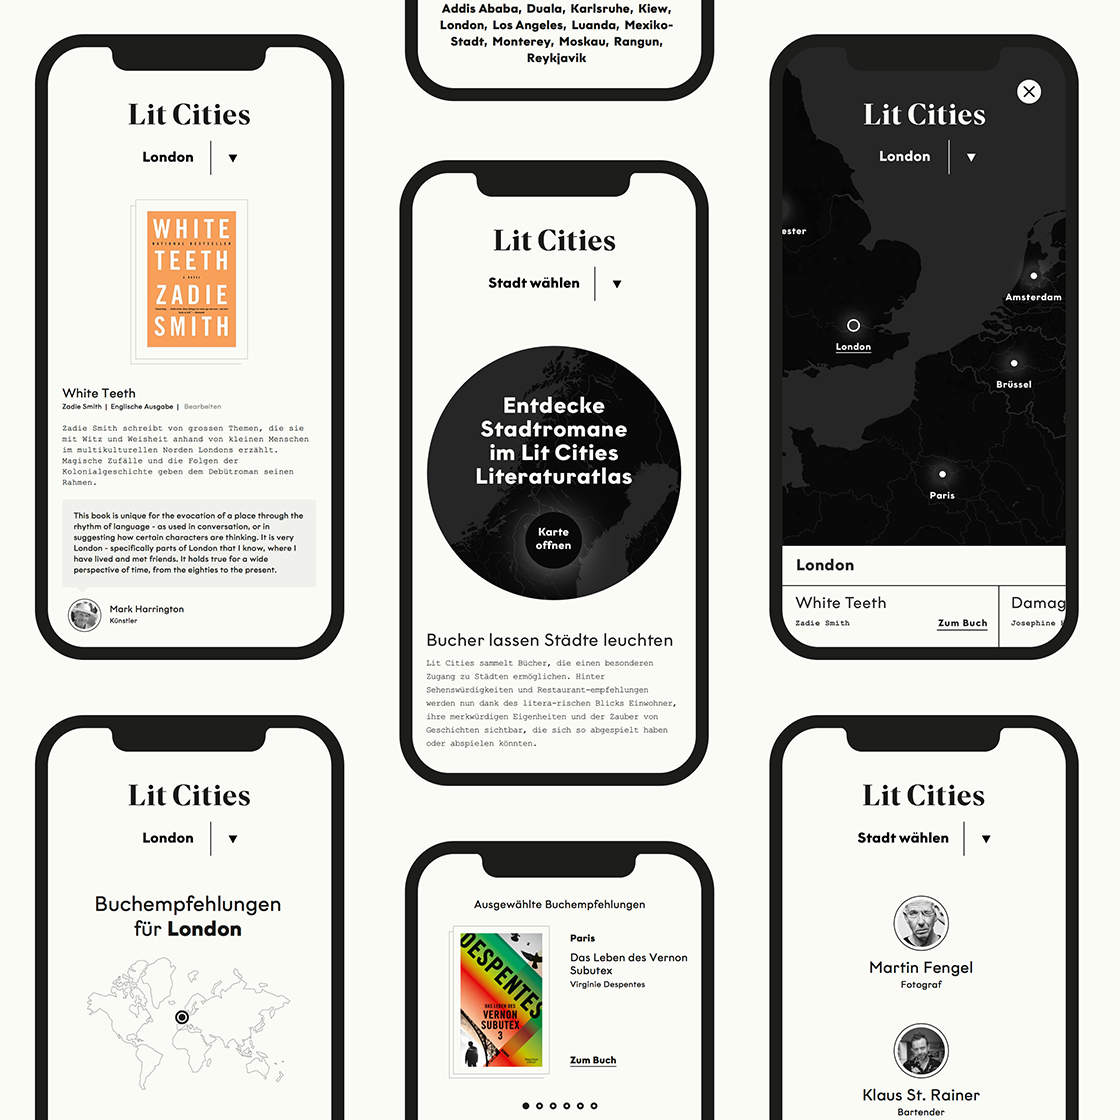 Addis Ababa, Duala, Karlsruhe, Kiew,
London, Los Angeles, Luanda, Mexiko-
Stadt, Monterey, Moskau, Rangun,
Reykjavik
Lit Cities
London
WHITE
NATIONAL BESTSELLER
TEETH
A NOVEL
ZADIE
SMITH
White Teeth
Zadie Smith | Englische Ausgabe | Bearbeiten
Zadie Smith schreibt von grossen Themen, die sie
mit Witz und Weisheit anhand von kleinen Menschen
im multikulturellen Norden Londons erzählt.
Magische Zufälle und die Folgen der
Kolonialgeschichte geben dem Debütroman seinen
Rahmen.
This book is unique for the evocation of a place through the
rhythm of language - as used in conversation, or in
suggesting how certain characters are thinking. It is very
London - specifically parts of London that I know, where I
have lived and met friends. It holds true for a wide
perspective of time, from the eighties to the present.
Mark Harrington
Künstler
Lit Cities
Stadt wählen
Entdecke
Stadtromane
im Lit Cities
Literaturatlas
Karte
offnen
Bucher lassen Städte leuchten
Lit Cities sammelt Bücher, die einen besonderen
Zugang zu Städten ermöglichen. Hinter
Sehenswürdigkeiten und Restaurant-empfehlungen
werden nun dank des litera-rischen Blicks Einwohner,
ihre merkwürdigen Eigenheiten und der Zauber von
Geschichten sichtbar, die sich so abgespielt haben
oder abspielen könnten.
Lit Cities
London
ester
Amsterdam
London
Brüssel
Paris
London
White Teeth
Zadie Smith
Zum Buch
Damag
Josephine
Lit Cities
London
Buchempfehlungen
für London
Ausgewählte Buchempfehlungen
DESPENTES
DAS LEBEN DES
VERNON
SUBUTEX
3
Paris
Das Leben des Vernon
Subutex
Virginie Despentes
Zum Buch
Lit Cities
Stadt wählen
Martin Fengel
Fotograf
Klaus St. Rainer
Bartender